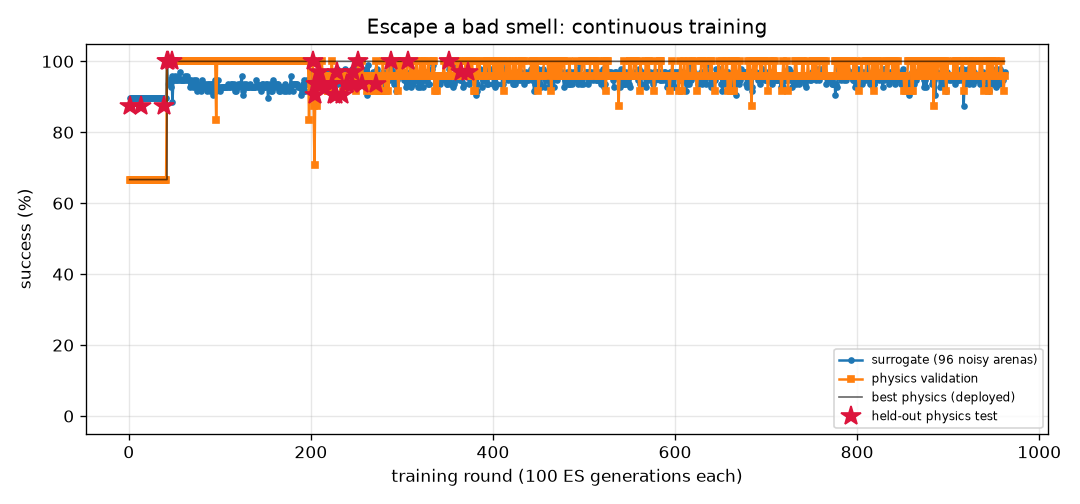 Escape a bad smell: continuous training
success (%)
100
80
60
40
20
0
surrogate (96 noisy arenas)
physics validation
best physics (deployed)
held-out physics test
0 200 400 600 800 1000
training round (100 ES generations each)